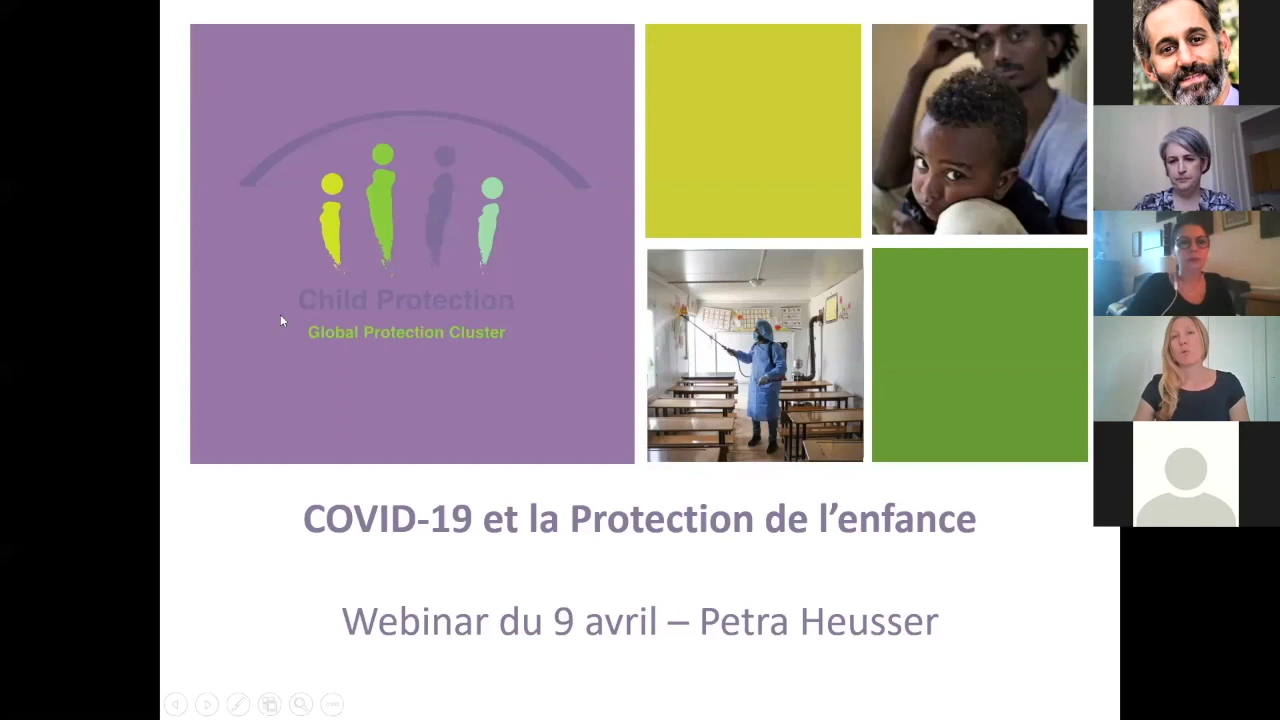 Child Protection
Global Protection Cluster
COVID-19 et la Protection de l’enfance
Webinar du 9 avril – Petra Heusser